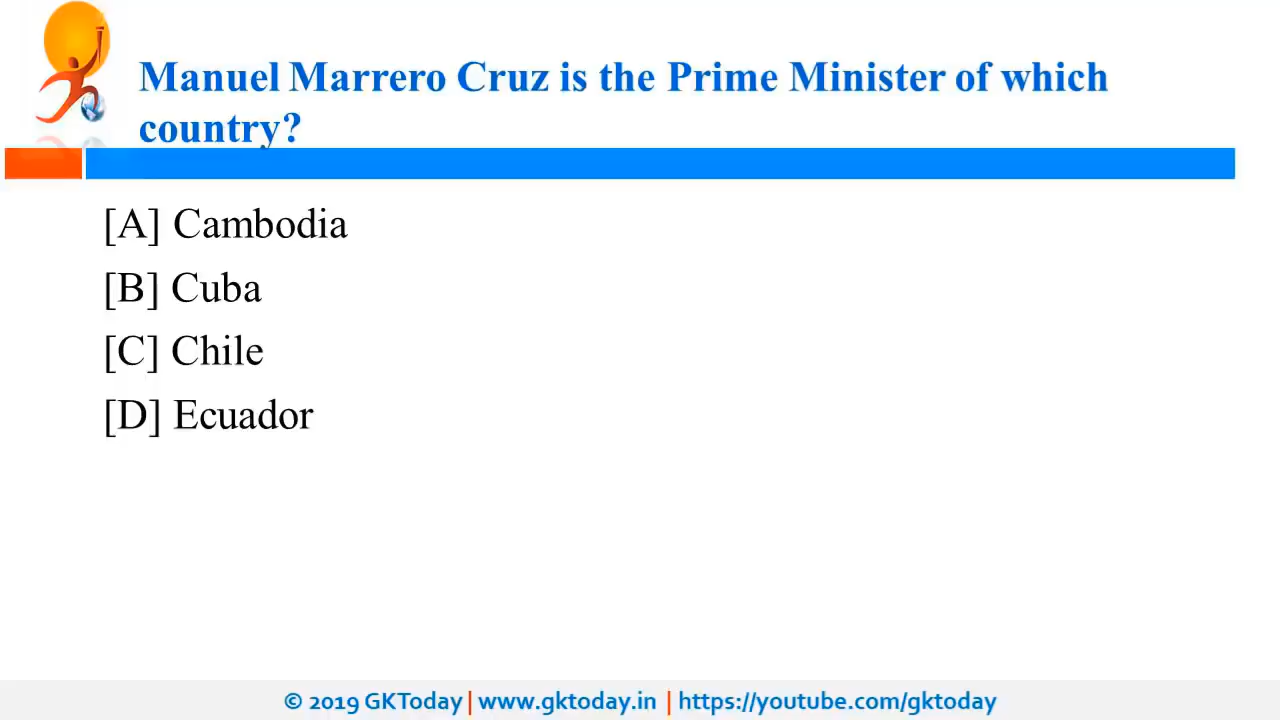 Manuel Marrero Cruz is the Prime Minister of which
country?
[A] Cambodia
[B] Cuba
[C] Chile
[D] Ecuador
© 2019 GKToday | www.gktoday.in | https://youtube.com/gktoday